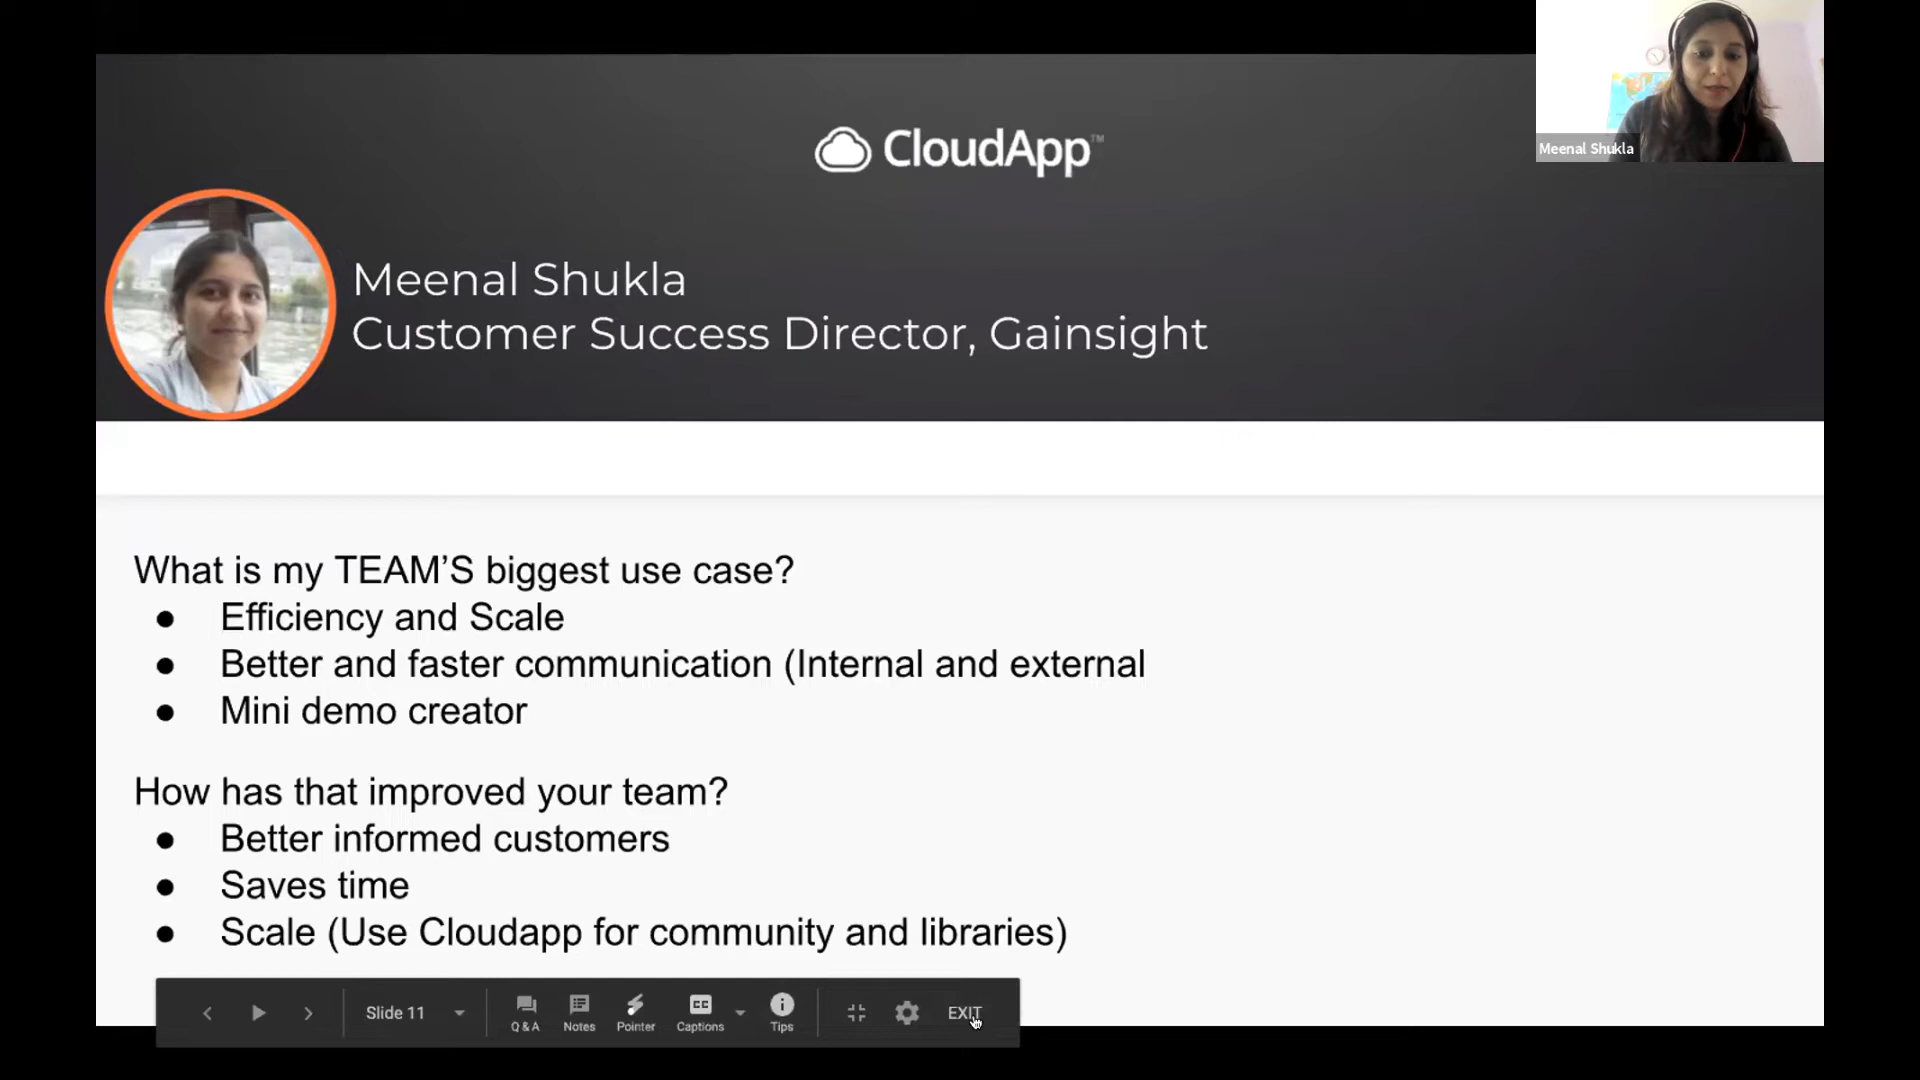 CloudApp™
Meenal Shukla
Meenal Shukla
Customer Success Director, Gainsight
What is my TEAM’S biggest use case?
● Efficiency and Scale
● Better and faster communication (Internal and external
● Mini demo creator
How has that improved your team?
● Better informed customers
● Saves time
● Scale (Use Cloudapp for community and libraries)
Slide 11
Q & A
Notes
Pointer
Captions
Tips
EXIT